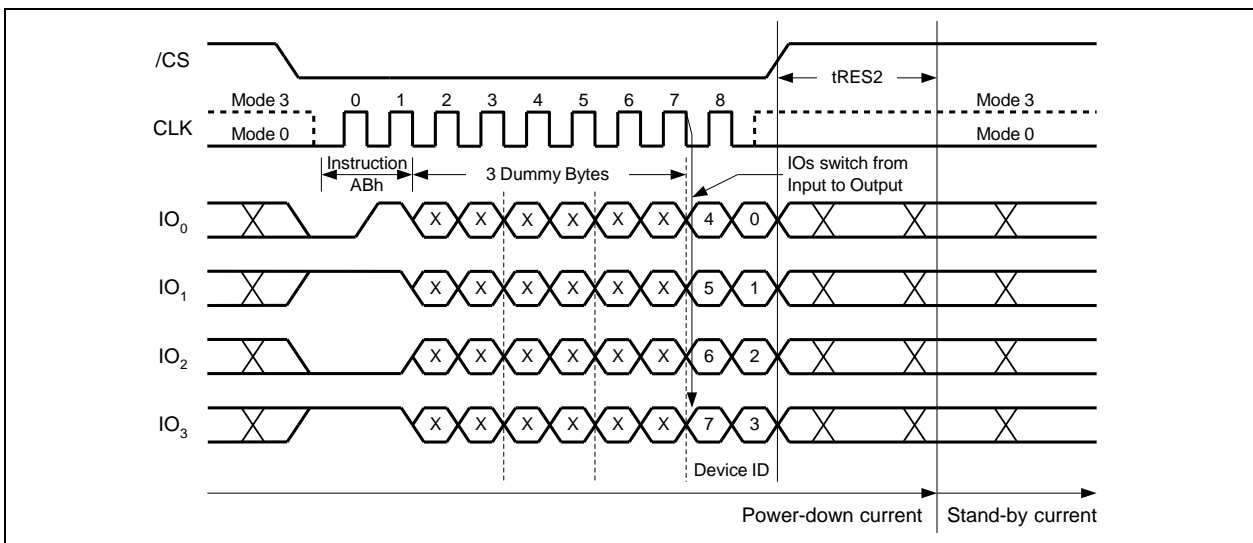 /CS
tRES2
Mode 3 0 1 2 3 4 5 6 7 8 Mode 3
CLK
Mode 0 Mode 0
Instruction
ABh
3 Dummy Bytes
IOs switch from
Input to Output
IO0 X X X X X X 4 0
IO1 X X X X X X 5 1
IO2 X X X X X X 6 2
IO3 X X X X X X 7 3
Device ID
Power-down current Stand-by current